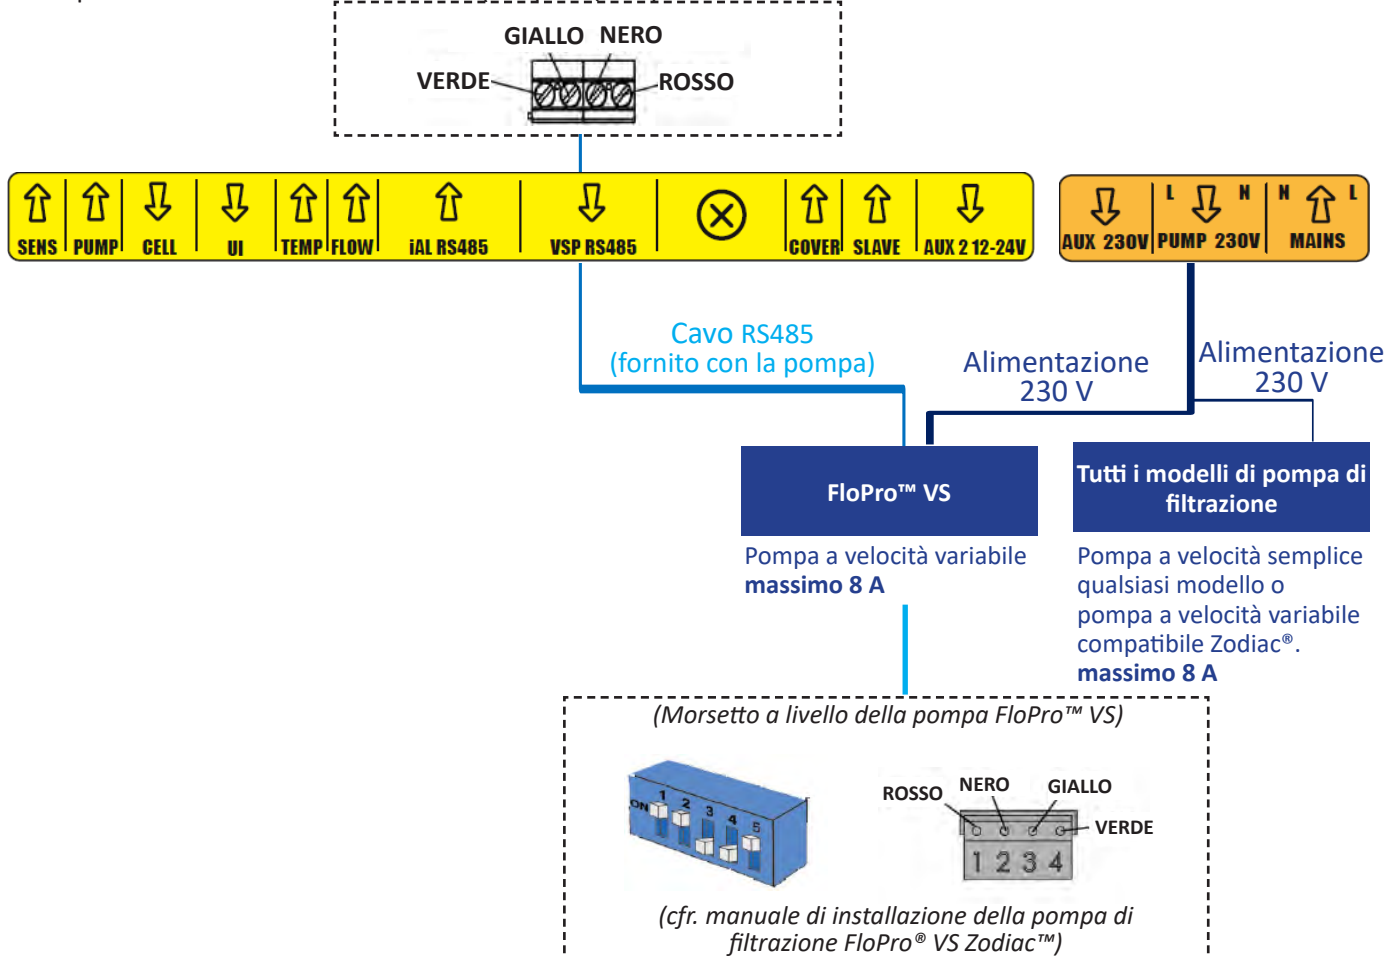 GIALLO NERO
VERDE
ROSSO
SENS PUMP CELL UI TEMP FLOW iAL RS485 VSP RS485 COVER SLAVE AUX 2 12-24V
L N N L
AUX 230V PUMP 230V MAINS
Cavo RS485
(fornito con la pompa)
Alimentazione
230 V
Alimentazione
230 V
FloPro™ VS
Tutti i modelli di pompa di
filtrazione
Pompa a velocità variabile
massimo 8 A
Pompa a velocità semplice
qualsiasi modello o
pompa a velocità variabile
compatibile Zodiac®.
massimo 8 A
(Morsetto a livello della pompa FloPro™ VS)
ON 1 2 3 4 5
ROSSO NERO GIALLO
VERDE
1 2 3 4
(cfr. manuale di installazione della pompa di
filtrazione FloPro® VS Zodiac™)